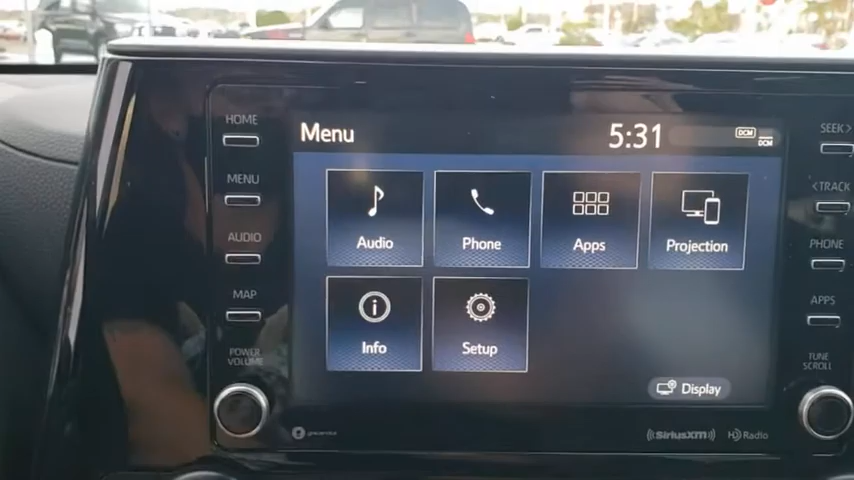 HOME
MENU
AUDIO
MAP
POWER
VOLUME
Menu
5:31
DCM
DCM
Audio
Phone
Apps
Projection
Info
Setup
Display
SiriusXM
HD Radio
SEEK>
<TRACK
PHONE
APPS
TUNE
SCROLL